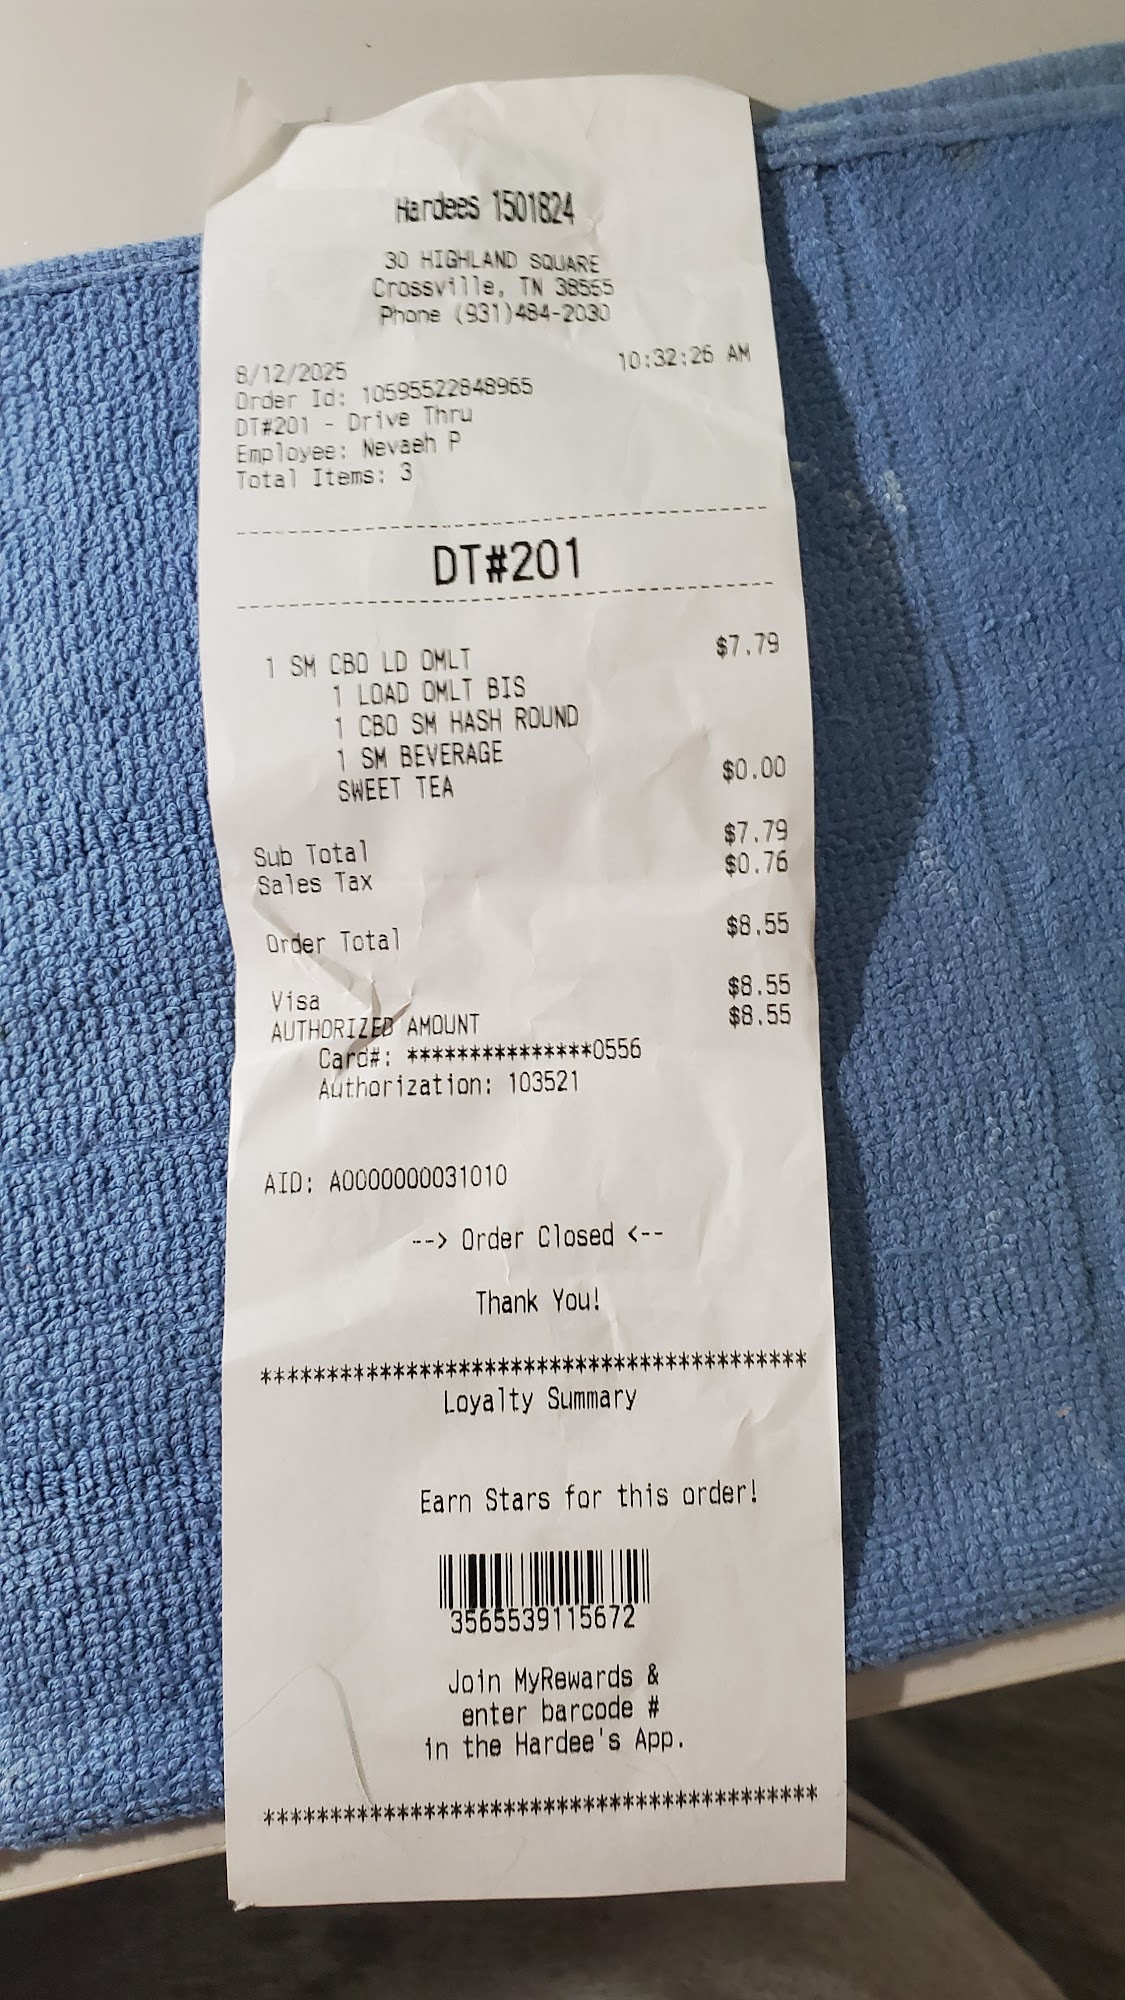 Hardees 1501824
30 HIGHLAND SQUARE
Crossville, TN 38555
Phone (931)484-2030
8/12/2025 10:32:26 AM
Order Id: 10595522848965
DT#201 - Drive Thru
Employee: Nevaeh P
Total Items: 3
DT#201
1 SM CBO LD OMLT $7.79
1 LOAD OMLT BIS
1 CBO SM HASH ROUND
1 SM BEVERAGE
SWEET TEA $0.00
Sub Total $7.79
Sales Tax $0.76
Order Total $8.55
Visa $8.55
AUTHORIZED AMOUNT $8.55
Card#: ***************0556
Authorization: 103521
AID: A0000000031010
--> Order Closed <--
Thank You!
******************************************
Loyalty Summary
Earn Stars for this order!
3565539115672
Join MyRewards &
enter barcode #
in the Hardee's App.
******************************************